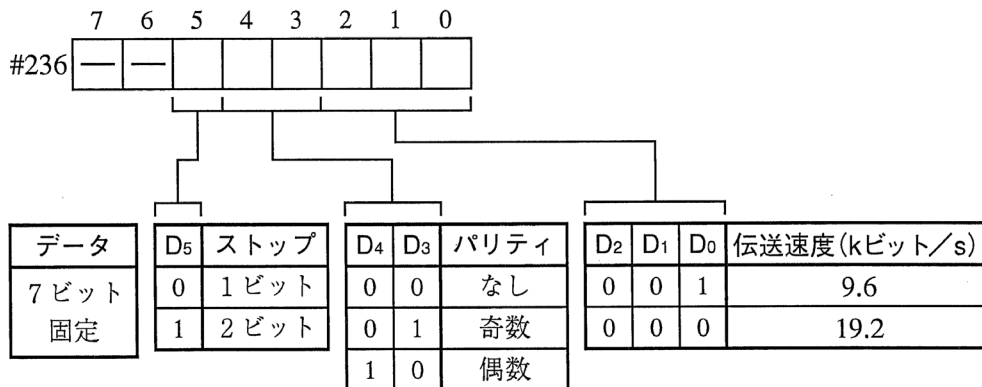 7 6 5 4 3 2 1 0
#236 — —
データ
7ビット
固定
D5 ストップ
0 1ビット
1 2ビット
D4 D3 パリティ
0 0 なし
0 1 奇数
1 0 偶数
D2 D1 D0 伝送速度(kビット/s)
0 0 1 9.6
0 0 0 19.2